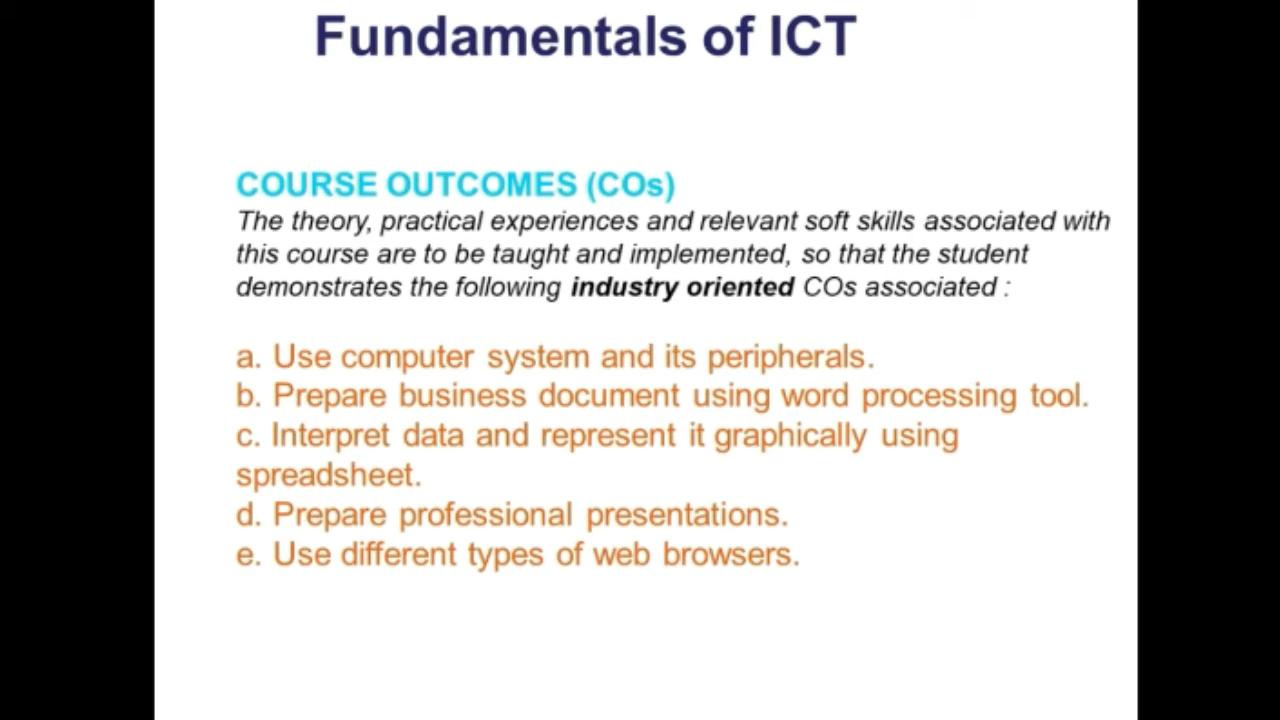 Fundamentals of ICT
COURSE OUTCOMES (COs)
The theory, practical experiences and relevant soft skills associated with
this course are to be taught and implemented, so that the student
demonstrates the following industry oriented COs associated :
a. Use computer system and its peripherals.
b. Prepare business document using word processing tool.
c. Interpret data and represent it graphically using
spreadsheet.
d. Prepare professional presentations.
e. Use different types of web browsers.